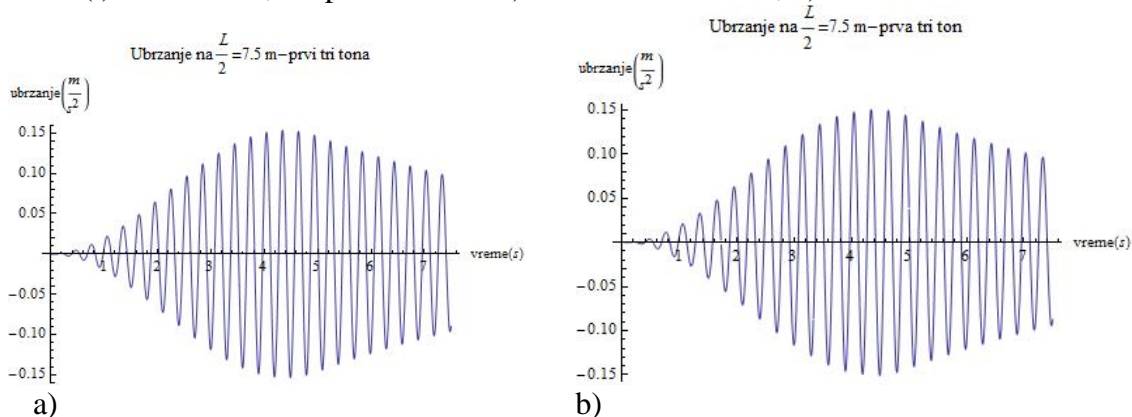 Ubrzanje na L/2 =7.5 m−prvi tri tona
ubrzanje(m/s²)
0.15
0.10
0.05
−0.05
−0.10
−0.15
1 2 3 4 5 6 7
vreme(s)
a)
Ubrzanje na L/2 =7.5 m−prva tri ton
ubrzanje(m/s²)
0.15
0.10
0.05
−0.05
−0.10
−0.15
1 2 3 4 5 6 7
vreme(s)
b)